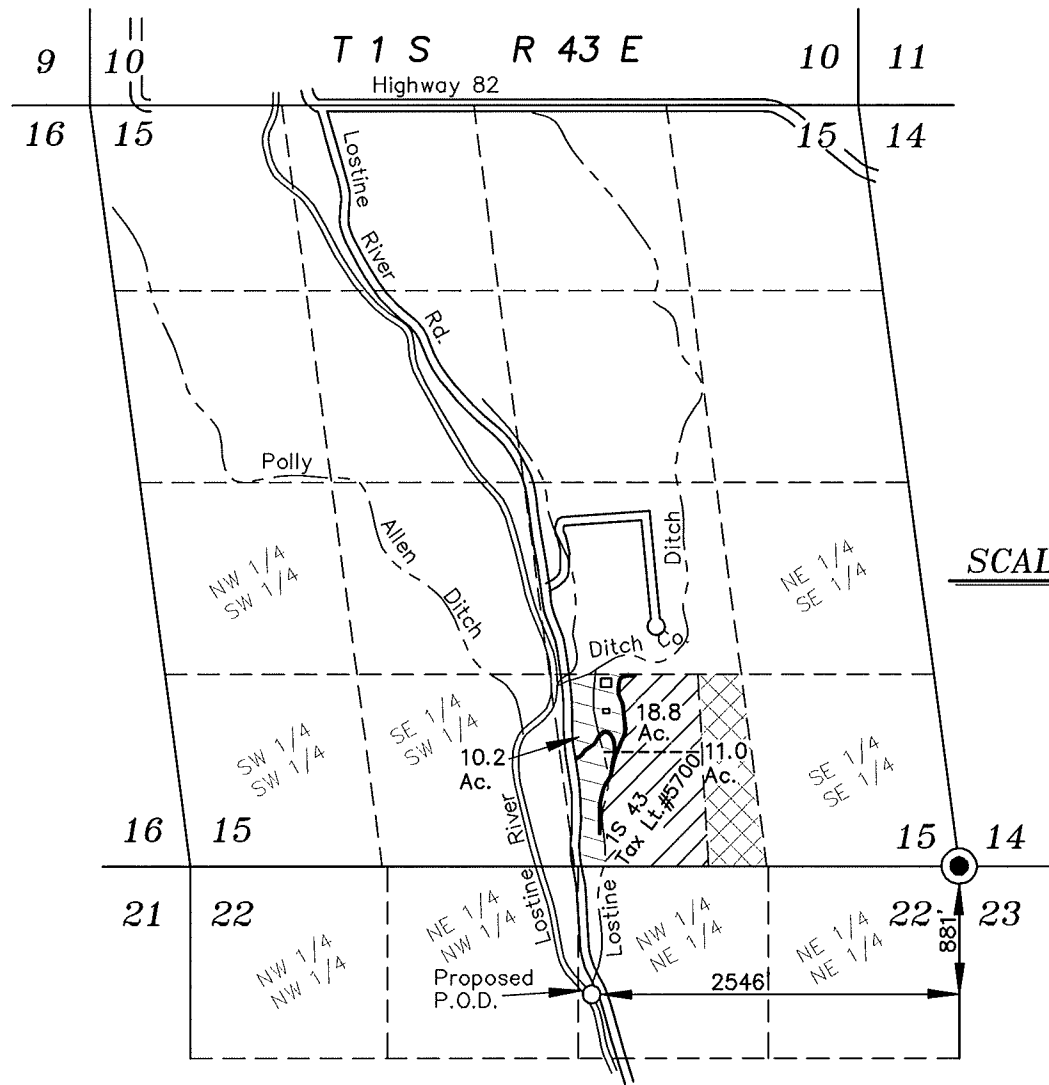 T 1 S R 43 E
9 10
10 11
Highway 82
16 15
15 14
Lostine
River
Rd.
Polly
Allen
Ditch
Ditch
NW 1/4
SW 1/4
NE 1/4
SE 1/4
SCAL
Ditch Co.
SW 1/4
SW 1/4
SE 1/4
SW 1/4
10.2
Ac.
18.8
Ac.
11.0
Ac.
1S 43
Tax Lt.#5700
SE 1/4
SE 1/4
16 15
15 14
21 22
22 23
Lostine River
Lostine
NW 1/4
NW 1/4
NE 1/4
NW 1/4
NW 1/4
NE 1/4
NE 1/4
NE 1/4
881'
Proposed
P.O.D.
2546'